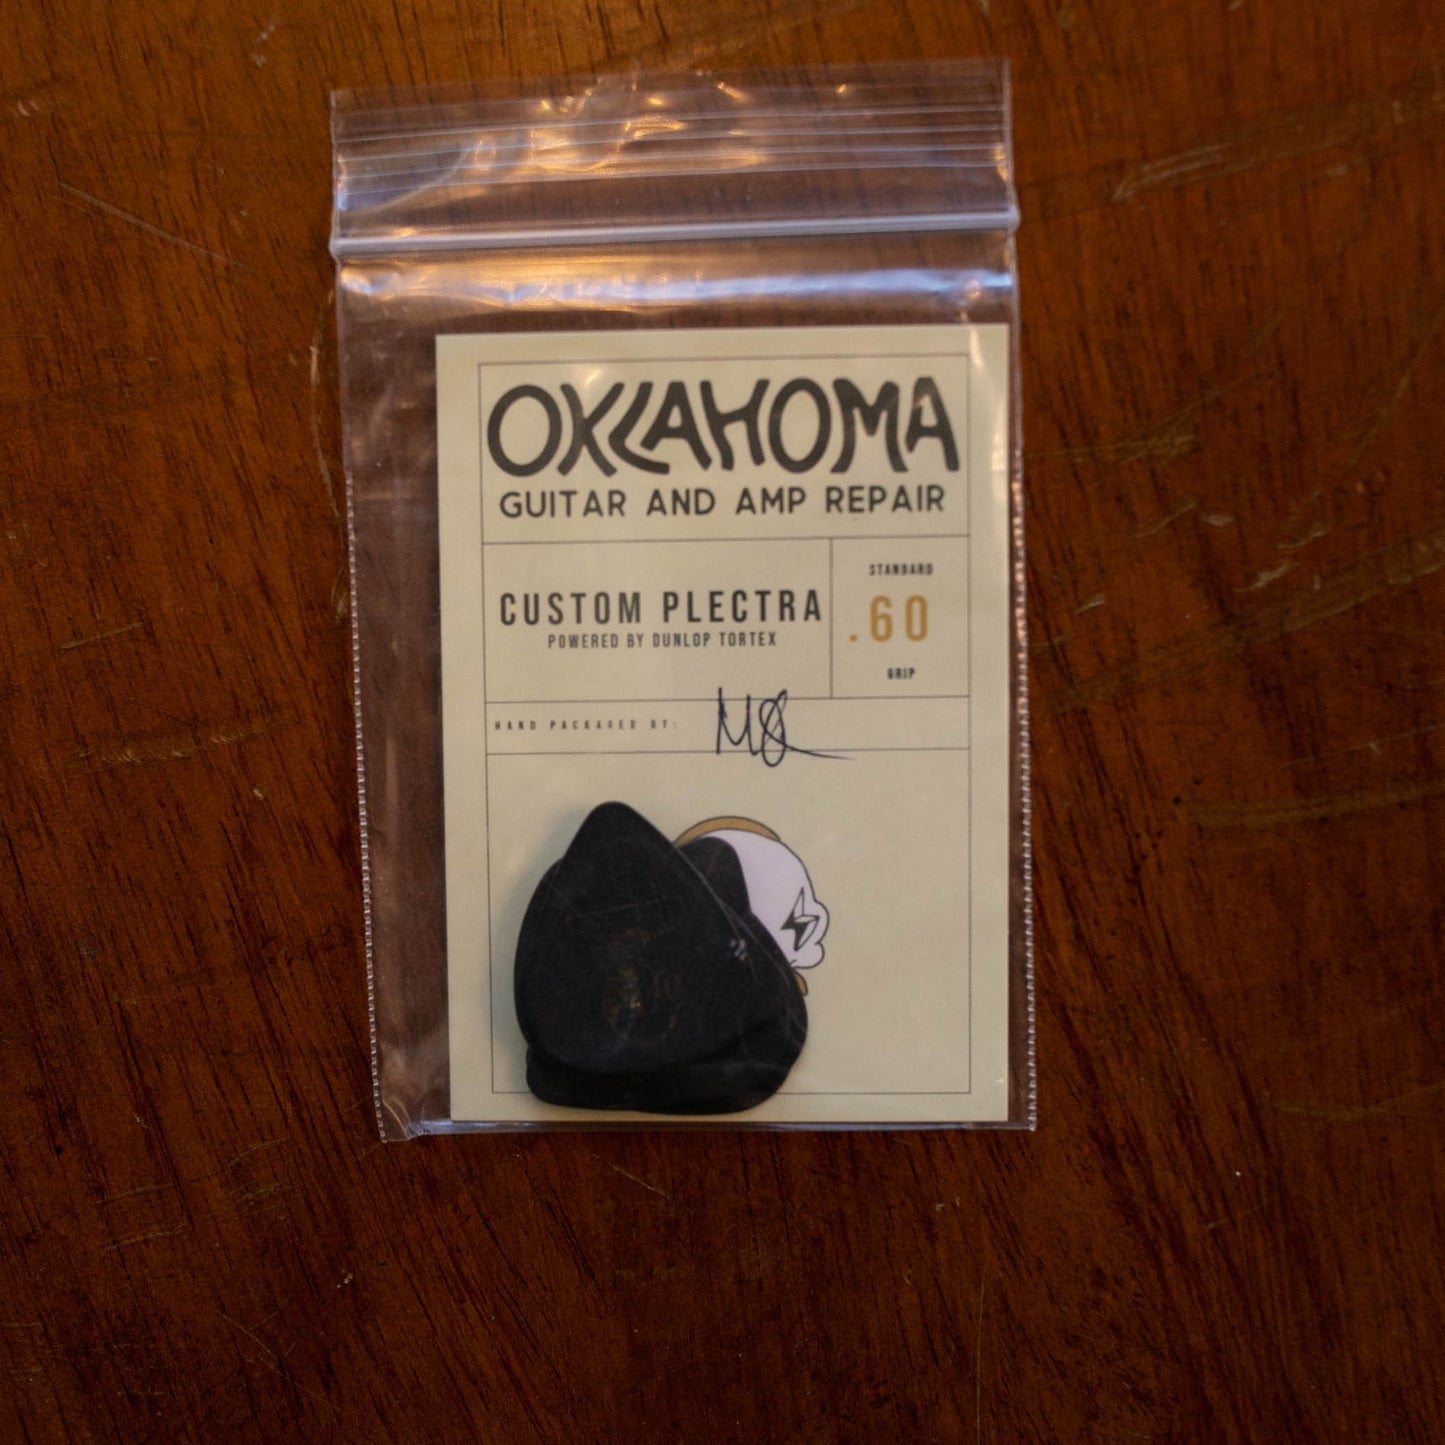 OKLAHOMA
GUITAR AND AMP REPAIR
CUSTOM PLECTRA
POWERED BY DUNLOP TORTEX
STANDARD
.60
GRIP
HAND PACKAGED BY: